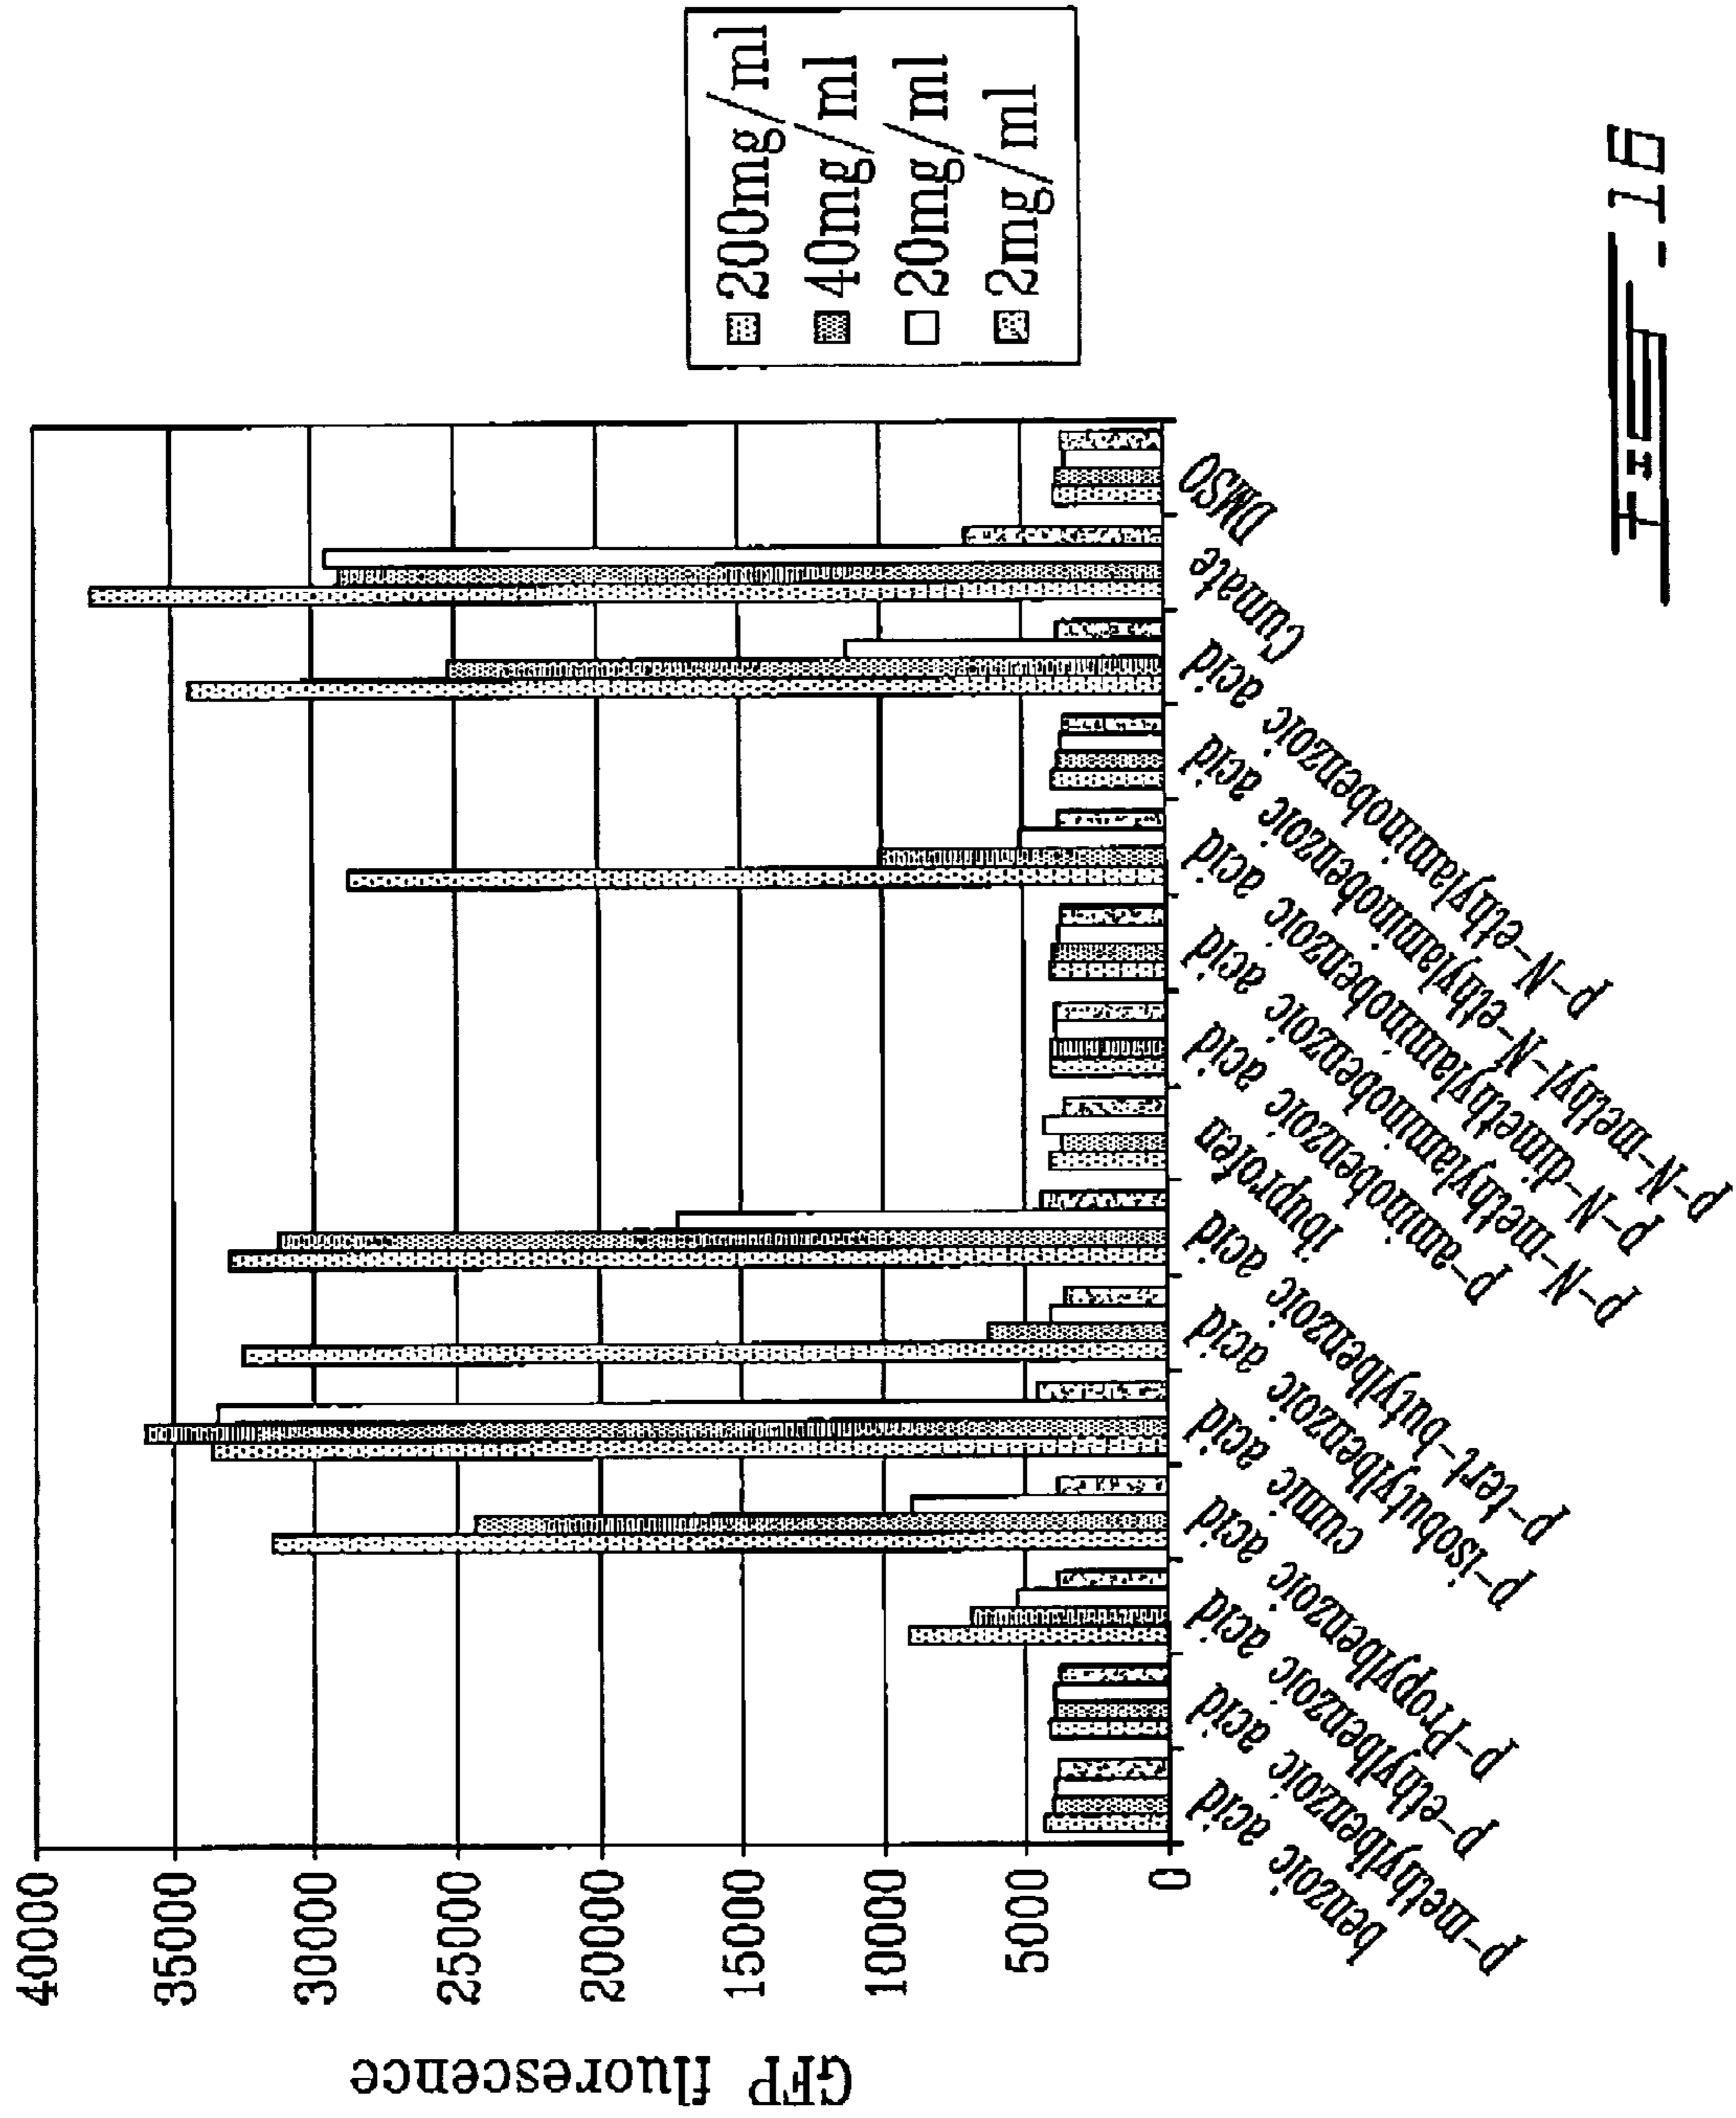 GFP fluorescence
40000
35000
30000
25000
20000
15000
10000
5000
0
benzoic acid
p-methylbenzoic acid
p-ethylbenzoic acid
p-Propylbenzoic acid
cumic acid
p-isobutylbenzoic acid
p-tert-butylbenzoic acid
ibuprofen
p-aminobenzoic acid
p-N-methylaminobenzoic acid
p-N-dimethylaminobenzoic acid
p-N-methyl-N-ethylaminobenzoic acid
p-N-ethylaminobenzoic acid
Cumate
DMSO
200mg/ml
40mg/ml
20mg/ml
2mg/ml